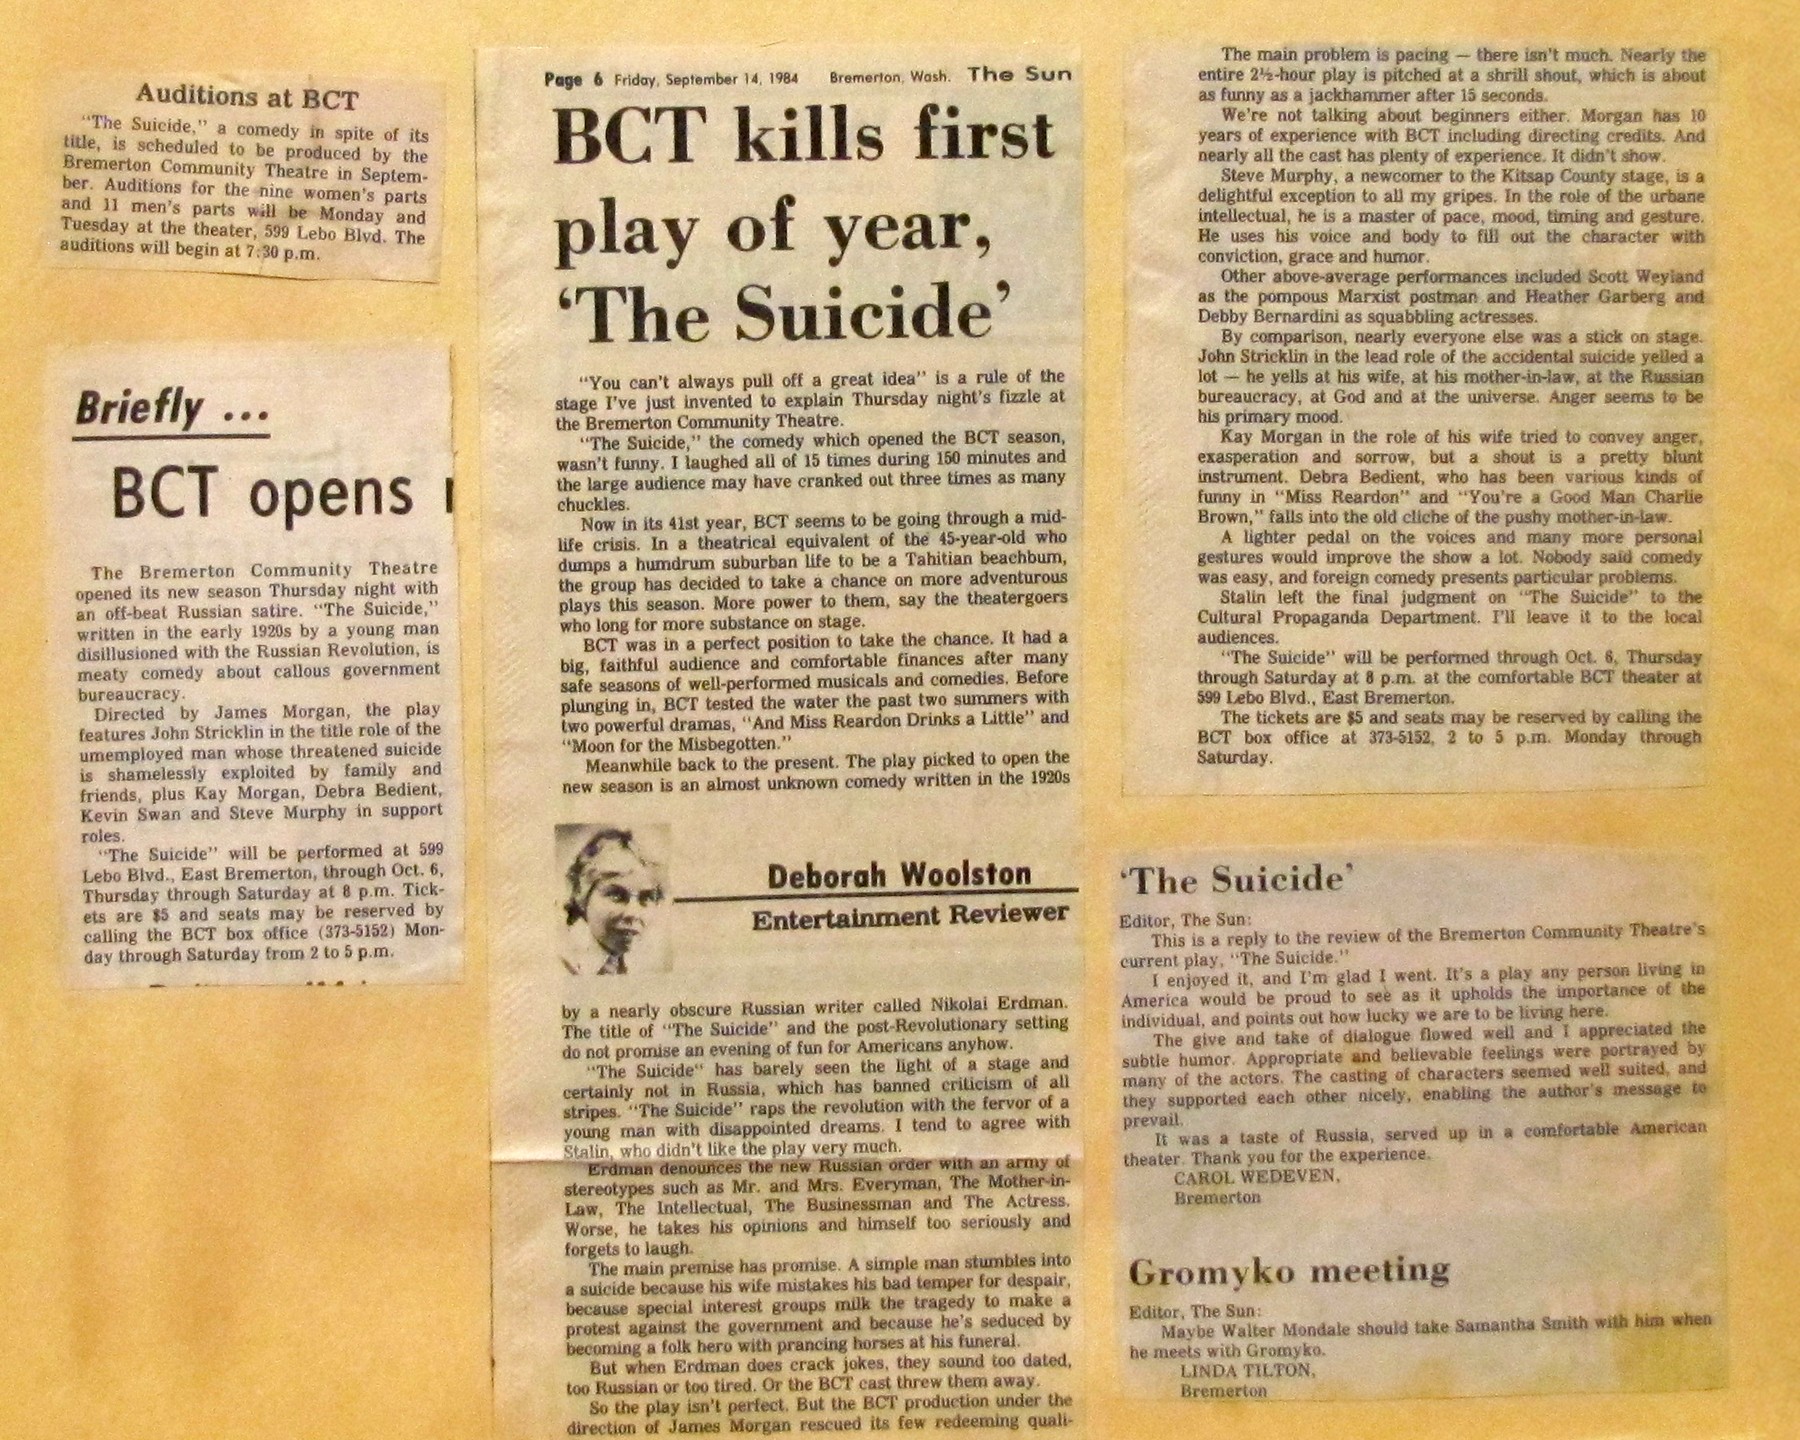 Auditions at BCT
"The Suicide," a comedy in spite of its
title, is scheduled to be produced by the
Bremerton Community Theatre in Septem-
ber. Auditions for the nine women's parts
and 11 men's parts will be Monday and
Tuesday at the theater, 599 Lebo Blvd. The
auditions will begin at 7:30 p.m.
Briefly ...
BCT opens
The Bremerton Community Theatre
opened its new season Thursday night with
an off-beat Russian satire. "The Suicide,"
written in the early 1920s by a young man
disillusioned with the Russian Revolution, is
meaty comedy about callous government
bureaucracy.
Directed by James Morgan, the play
features John Stricklin in the title role of the
umemployed man whose threatened suicide
is shamelessly exploited by family and
friends, plus Kay Morgan, Debra Bedient,
Kevin Swan and Steve Murphy in support
roles.
"The Suicide" will be performed at 599
Lebo Blvd., East Bremerton, through Oct. 6,
Thursday through Saturday at 8 p.m. Tick-
ets are $5 and seats may be reserved by
calling the BCT box office (373-5152) Mon-
day through Saturday from 2 to 5 p.m.
Page 6 Friday, September 14, 1984 Bremerton, Wash. The Sun
BCT kills first
play of year,
'The Suicide'
"You can't always pull off a great idea" is a rule of the
stage I've just invented to explain Thursday night's fizzle at
the Bremerton Community Theatre.
"The Suicide," the comedy which opened the BCT season,
wasn't funny. I laughed all of 15 times during 150 minutes and
the large audience may have cranked out three times as many
chuckles.
Now in its 41st year, BCT seems to be going through a mid-
life crisis. In a theatrical equivalent of the 45-year-old who
dumps a humdrum suburban life to be a Tahitian beachbum,
the group has decided to take a chance on more adventurous
plays this season. More power to them, say the theatergoers
who long for more substance on stage.
BCT was in a perfect position to take the chance. It had a
big, faithful audience and comfortable finances after many
safe seasons of well-performed musicals and comedies. Before
plunging in, BCT tested the water the past two summers with
two powerful dramas, "And Miss Reardon Drinks a Little" and
"Moon for the Misbegotten."
Meanwhile back to the present. The play picked to open the
new season is an almost unknown comedy written in the 1920s
Deborah Woolston
Entertainment Reviewer
by a nearly obscure Russian writer called Nikolai Erdman.
The title of "The Suicide" and the post-Revolutionary setting
do not promise an evening of fun for Americans anyhow.
"The Suicide" has barely seen the light of a stage and
certainly not in Russia, which has banned criticism of all
stripes. "The Suicide" raps the revolution with the fervor of a
young man with disappointed dreams. I tend to agree with
Stalin, who didn't like the play very much.
Erdman denounces the new Russian order with an army of
stereotypes such as Mr. and Mrs. Everyman, The Mother-in-
Law, The Intellectual, The Businessman and The Actress.
Worse, he takes his opinions and himself too seriously and
forgets to laugh.
The main premise has promise. A simple man stumbles into
a suicide because his wife mistakes his bad temper for despair,
because special interest groups milk the tragedy to make a
protest against the government and because he's seduced by
becoming a folk hero with prancing horses at his funeral.
But when Erdman does crack jokes, they sound too dated,
too Russian or too tired. Or the BCT cast threw them away.
So the play isn't perfect. But the BCT production under the
direction of James Morgan rescued its few redeeming quali-
The main problem is pacing — there isn't much. Nearly the
entire 2½-hour play is pitched at a shrill shout, which is about
as funny as a jackhammer after 15 seconds.
We're not talking about beginners either. Morgan has 10
years of experience with BCT including directing credits. And
nearly all the cast has plenty of experience. It didn't show.
Steve Murphy, a newcomer to the Kitsap County stage, is a
delightful exception to all my gripes. In the role of the urbane
intellectual, he is a master of pace, mood, timing and gesture.
He uses his voice and body to fill out the character with
conviction, grace and humor.
Other above-average performances included Scott Weyland
as the pompous Marxist postman and Heather Garberg and
Debby Bernardini as squabbling actresses.
By comparison, nearly everyone else was a stick on stage.
John Stricklin in the lead role of the accidental suicide yelled a
lot — he yells at his wife, at his mother-in-law, at the Russian
bureaucracy, at God and at the universe. Anger seems to be
his primary mood.
Kay Morgan in the role of his wife tried to convey anger,
exasperation and sorrow, but a shout is a pretty blunt
instrument. Debra Bedient, who has been various kinds of
funny in "Miss Reardon" and "You're a Good Man Charlie
Brown," falls into the old cliche of the pushy mother-in-law.
A lighter pedal on the voices and many more personal
gestures would improve the show a lot. Nobody said comedy
was easy, and foreign comedy presents particular problems.
Stalin left the final judgment on "The Suicide" to the
Cultural Propaganda Department. I'll leave it to the local
audiences.
"The Suicide" will be performed through Oct. 6, Thursday
through Saturday at 8 p.m. at the comfortable BCT theater at
599 Lebo Blvd., East Bremerton.
The tickets are $5 and seats may be reserved by calling the
BCT box office at 373-5152, 2 to 5 p.m. Monday through
Saturday.
'The Suicide'
Editor, The Sun:
This is a reply to the review of the Bremerton Community Theatre's
current play, "The Suicide."
I enjoyed it, and I'm glad I went. It's a play any person living in
America would be proud to see as it upholds the importance of the
individual, and points out how lucky we are to be living here.
The give and take of dialogue flowed well and I appreciated the
subtle humor. Appropriate and believable feelings were portrayed by
many of the actors. The casting of characters seemed well suited, and
they supported each other nicely, enabling the author's message to
prevail.
It was a taste of Russia, served up in a comfortable American
theater. Thank you for the experience.
CAROL WEDEVEN,
Bremerton
Gromyko meeting
Editor, The Sun:
Maybe Walter Mondale should take Samantha Smith with him when
he meets with Gromyko.
LINDA TILTON,
Bremerton